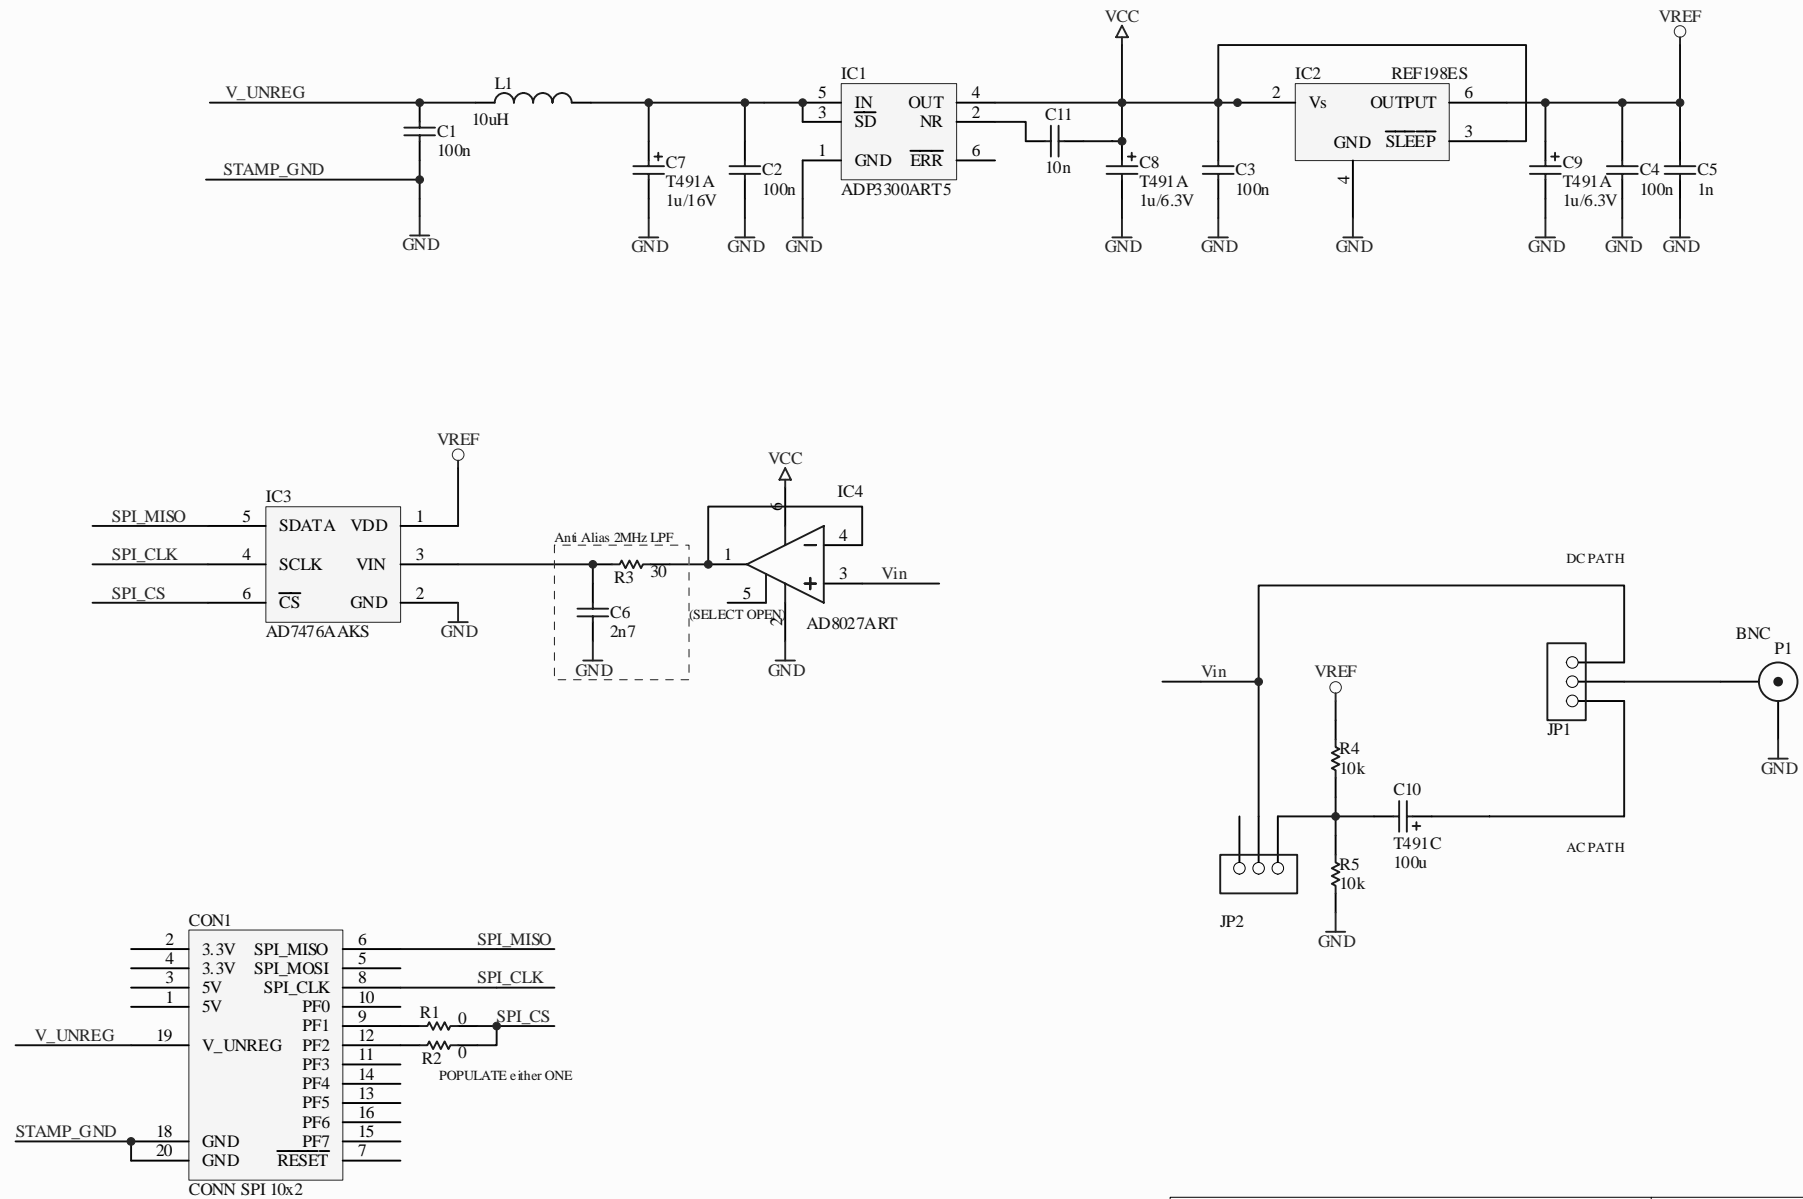 VCC
VREF
V_UNREG
L1
10uH
C1
100n
STAMP_GND
GND
C7
T491A
1u/16V
GND
C2
100n
GND
IC1
5 IN OUT 4
3 SD NR 2
1 GND ERR 6
ADP3300ART5
GND
C11
10n
C8
T491A
1u/6.3V
GND
C3
100n
GND
IC2 REF198ES
2 Vs OUTPUT 6
GND SLEEP 3
4
GND
C9
T491A
1u/6.3V
GND
C4
100n
GND
C5
1n
GND
VREF
IC3
SPI_MISO 5 SDATA VDD 1
SPI_CLK 4 SCLK VIN 3
SPI_CS 6 CS GND 2
AD7476AAKS
GND
Anti Alias 2MHz LPF
R3 30
C6
2n7
GND
VCC
IC4
6
1
4
3 Vin
5
(SELECT OPEN)
2
AD8027ART
GND
DC PATH
BNC
P1
GND
Vin
VREF
JP1
R4
10k
C10
T491C
100u
AC PATH
R5
10k
GND
JP2
CON1
2 3.3V SPI_MISO 6 SPI_MISO
4 3.3V SPI_MOSI 5
3 5V SPI_CLK 8 SPI_CLK
1 5V PF0 10
PF1 9 R1 0 SPI_CS
V_UNREG 19 V_UNREG PF2 12 R2 0
PF3 11
POPULATE either ONE
PF4 14
PF5 13
PF6 16
STAMP_GND 18 GND PF7 15
20 GND RESET 7
CONN SPI 10x2